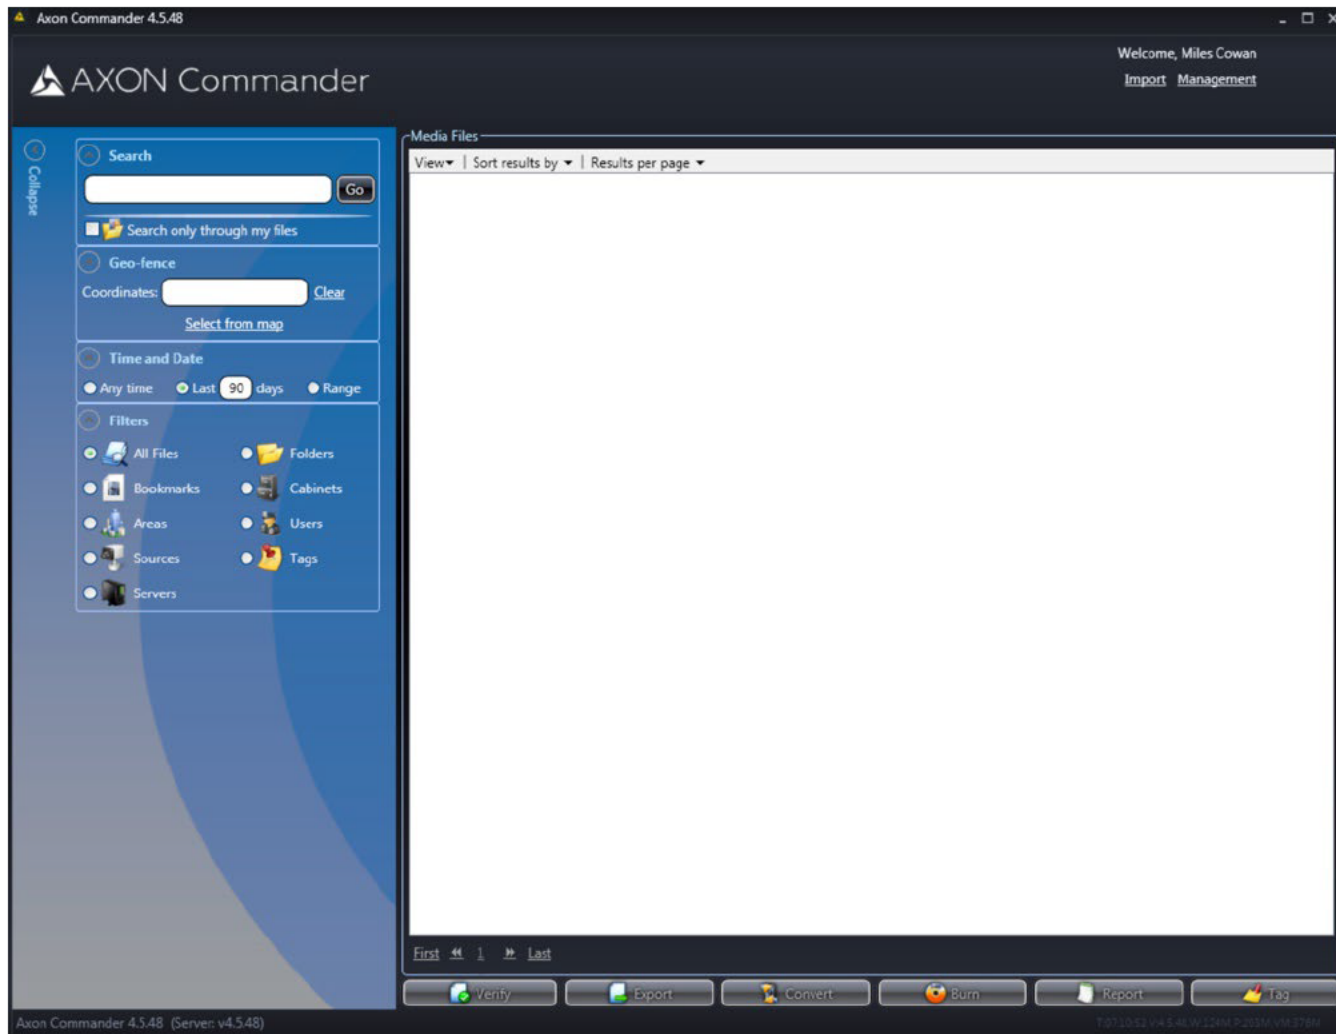 Axon Commander 4.5.48
Welcome, Miles Cowan
AXON Commander
Import Management
Collapse
Search
Go
Search only through my files
Geo-fence
Coordinates: Clear
Select from map
Time and Date
Any time Last 90 days Range
Filters
All Files Folders
Bookmarks Cabinets
Areas Users
Sources Tags
Servers
Media Files
View Sort results by Results per page
First 1 Last
Verify Export Convert Burn Report Tag
Axon Commander 4.5.48 (Server: v4.5.48)